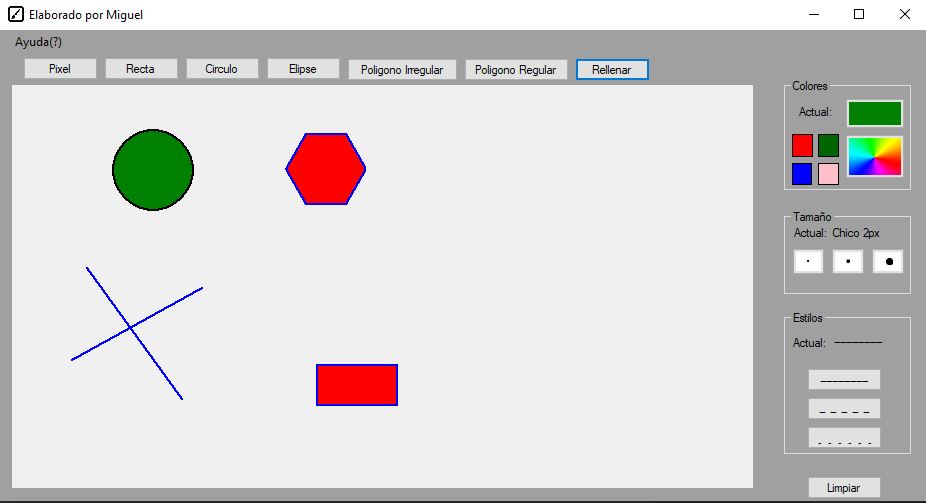 Elaborado por Miguel
Ayuda(?)
Pixel Recta Circulo Elipse Poligono Irregular Poligono Regular Rellenar
Colores
Actual:
Tamaño
Actual: Chico 2px
Estilos
Actual: --------
--------
_ _ _ _ _
- - - - - -
Limpiar